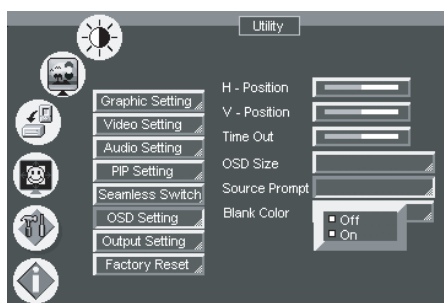 Utility
Graphic Setting
Video Setting
Audio Setting
PIP Setting
Seamless Switch
OSD Setting
Output Setting
Factory Reset
H - Position
V - Position
Time Out
OSD Size
Source Prompt
Blank Color
Off
On